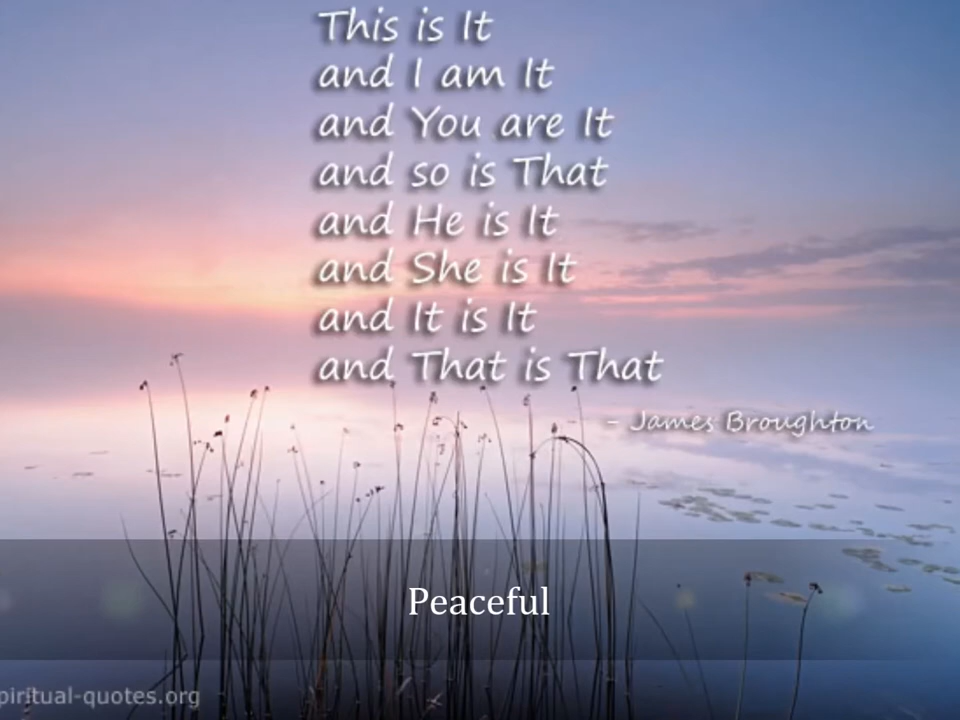 This is It
and I am It
and You are It
and so is That
and He is It
and She is It
and It is It
and That is That
- James Broughton
Peaceful
piritual-quotes.org